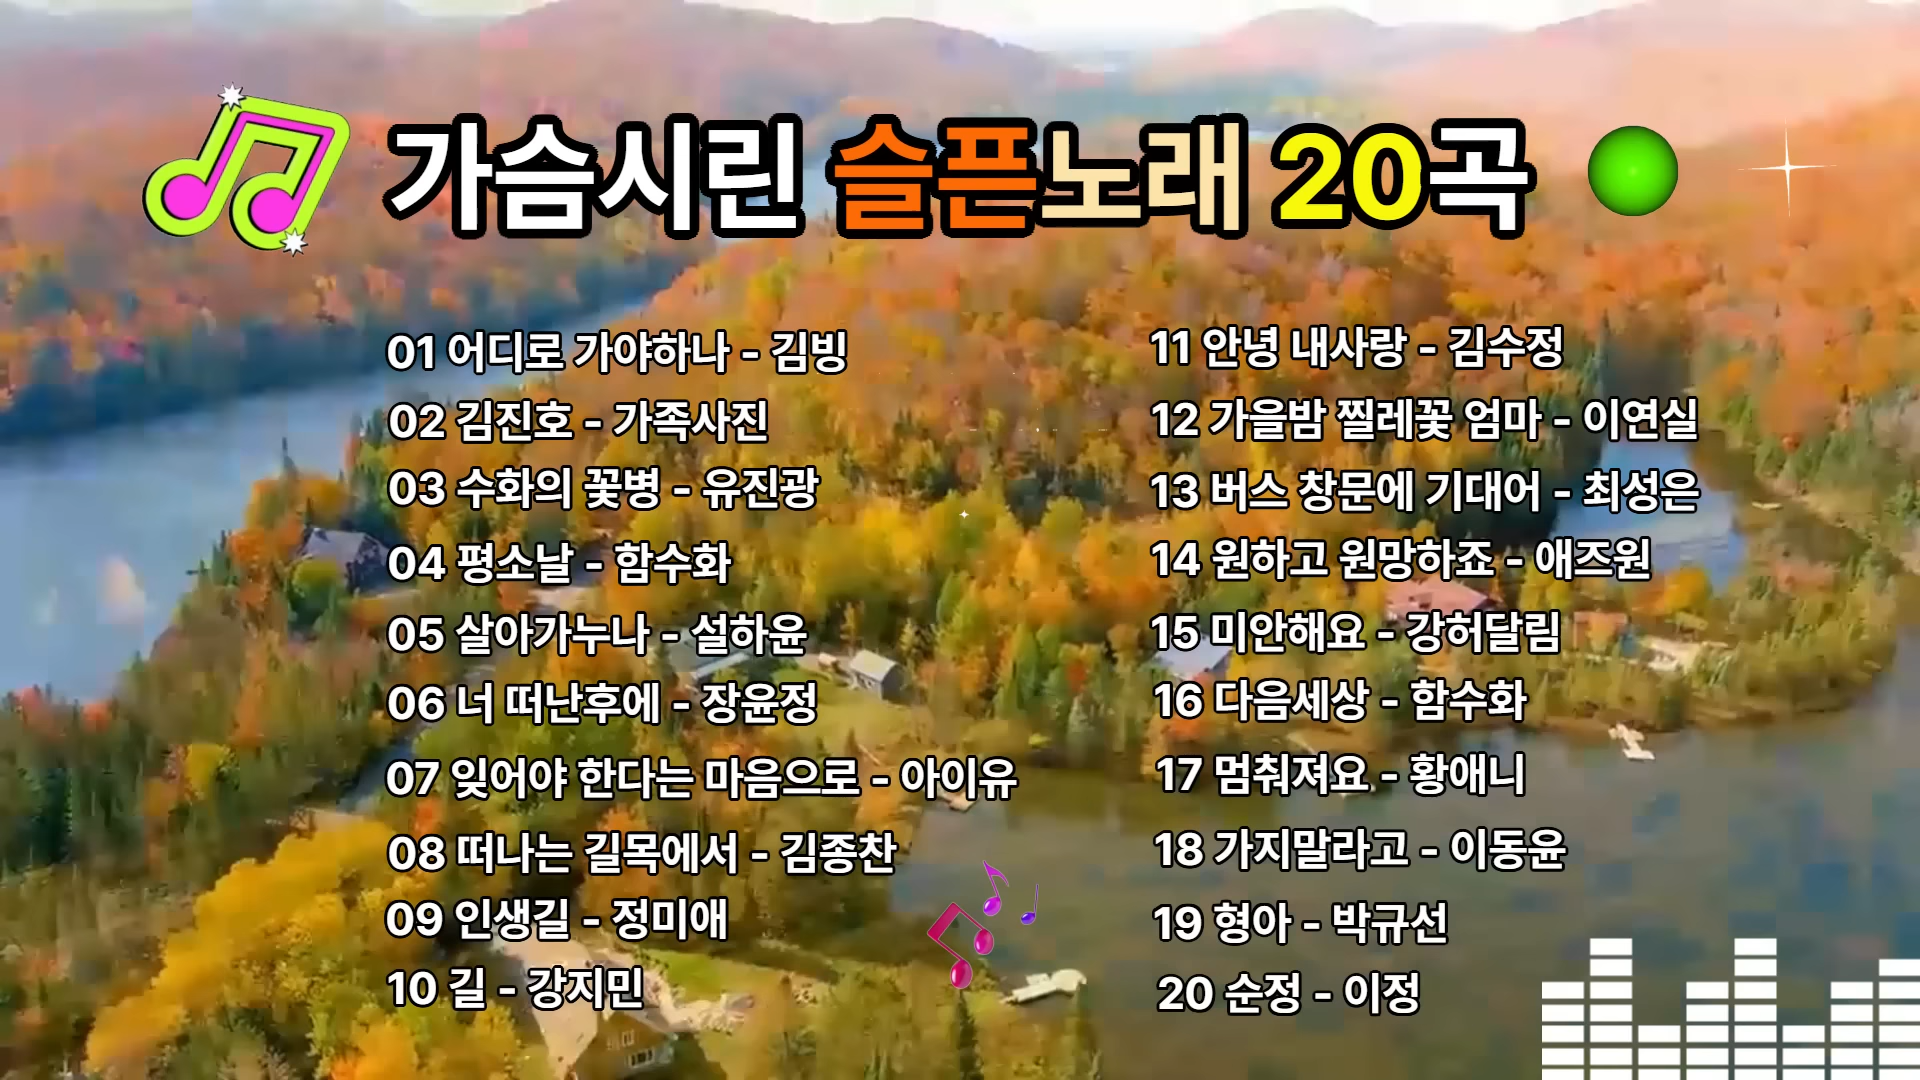 가슴시린 슬픈노래 20곡
01 어디로 가야하나 - 김빙
02 김진호 - 가족사진
03 수화의 꽃병 - 유진광
04 평소날 - 함수화
05 살아가누나 - 설하윤
06 너 떠난후에 - 장윤정
07 잊어야 한다는 마음으로 - 아이유
08 떠나는 길목에서 - 김종찬
09 인생길 - 정미애
10 길 - 강지민
11 안녕 내사랑 - 김수정
12 가을밤 찔레꽃 엄마 - 이연실
13 버스 창문에 기대어 - 최성은
14 원하고 원망하죠 - 애즈원
15 미안해요 - 강허달림
16 다음세상 - 함수화
17 멈춰져요 - 황애니
18 가지말라고 - 이동윤
19 형아 - 박규선
20 순정 - 이정